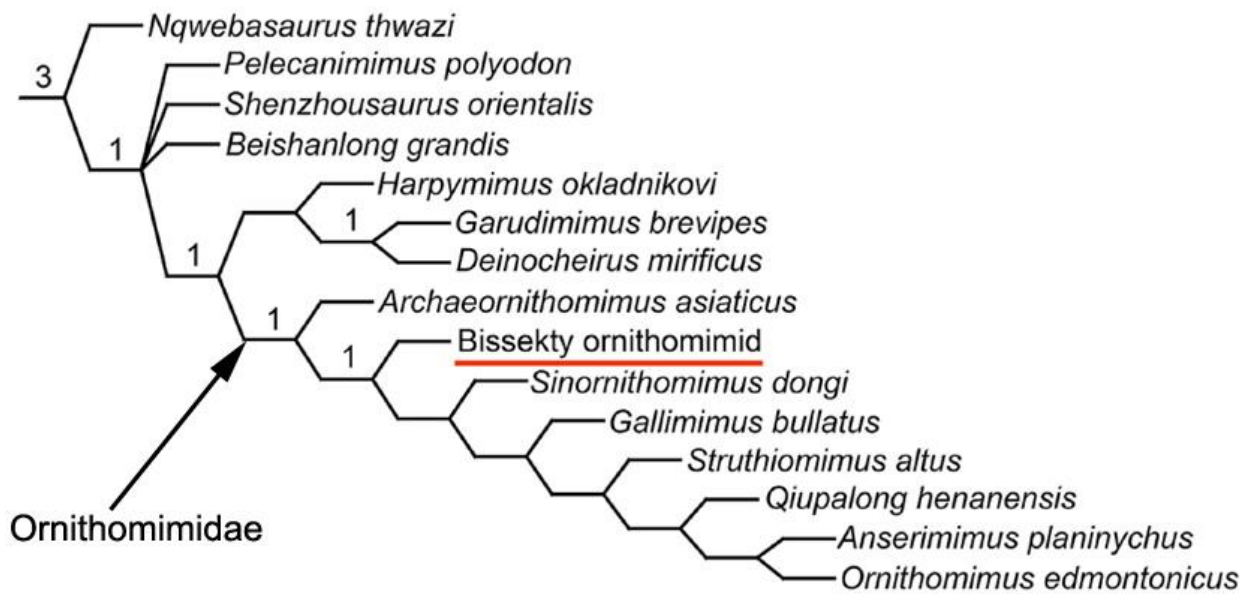 Nqwebasaurus thwazi
3
Pelecanimimus polyodon
Shenzhousaurus orientalis
1
Beishanlong grandis
Harpymimus okladnikovi
1
Garudimimus brevipes
1
Deinocheirus mirificus
Archaeornithomimus asiaticus
1
Bissekty ornithomimid
1
Sinornithomimus dongi
Gallimimus bullatus
Struthiomimus altus
Qiupalong henanensis
Ornithomimidae
Anserimimus planinychus
Ornithomimus edmontonicus